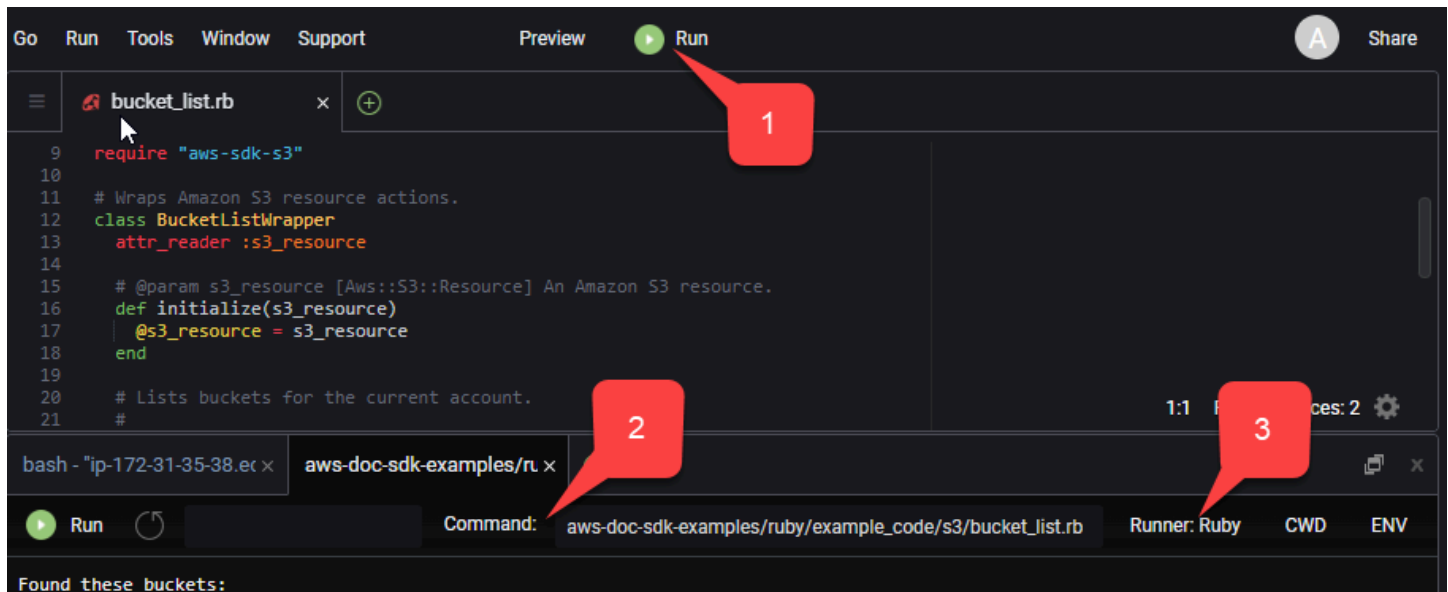 Go Run Tools Window Support Preview Run A Share
bucket_list.rb
1
9 require "aws-sdk-s3"
10
11 # Wraps Amazon S3 resource actions.
12 class BucketListWrapper
13 attr_reader :s3_resource
14
15 # @param s3_resource [Aws::S3::Resource] An Amazon S3 resource.
16 def initialize(s3_resource)
17 @s3_resource = s3_resource
18 end
19
20 # Lists buckets for the current account.
21 #
1:1 ces: 2
2
3
bash - "ip-172-31-35-38.ec aws-doc-sdk-examples/ru
Run Command: aws-doc-sdk-examples/ruby/example_code/s3/bucket_list.rb Runner: Ruby CWD ENV
Found these buckets: